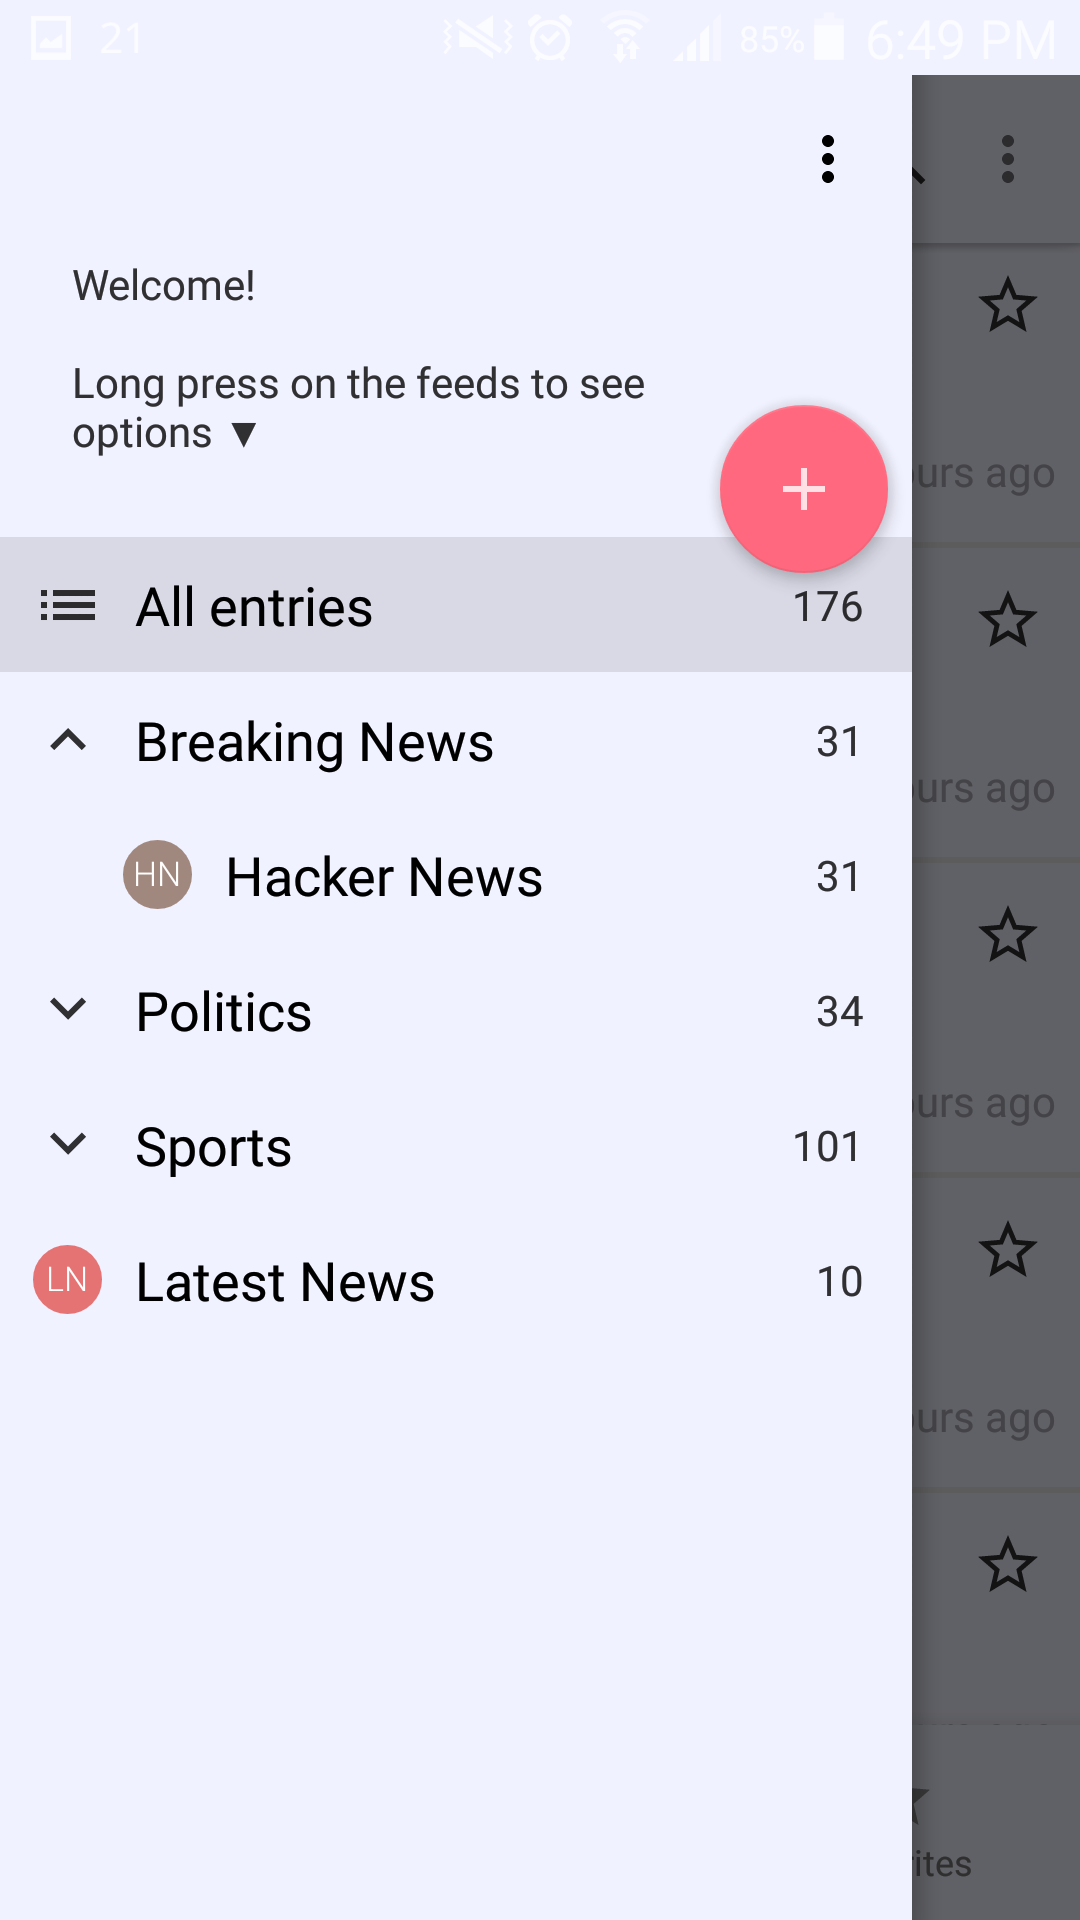 21 85% 6:49 PM
Welcome!
Long press on the feeds to see
options ▼
urs ago
All entries 176
urs ago
Breaking News 31
HN Hacker News 31
Politics 34
urs ago
Sports 101
LN Latest News 10
urs ago
ites